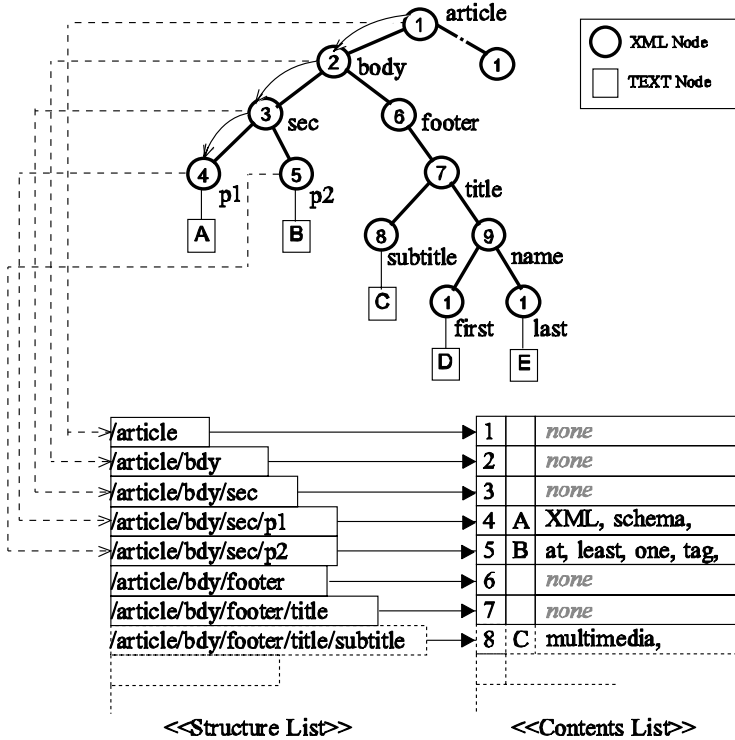 article
1
XML Node
2
body
1
TEXT Node
3
sec
6
footer
4
p1
5
p2
7
title
A
B
8
subtitle
9
name
C
1
first
1
last
D
E
/article
1
none
/article/bdy
2
none
/article/bdy/sec
3
none
/article/bdy/sec/p1
4 A XML, schema,
/article/bdy/sec/p2
5 B at, least, one, tag,
/article/bdy/footer
6
none
/article/bdy/footer/title
7
none
/article/bdy/footer/title/subtitle
8 C multimedia,
<<Structure List>>
<<Contents List>>